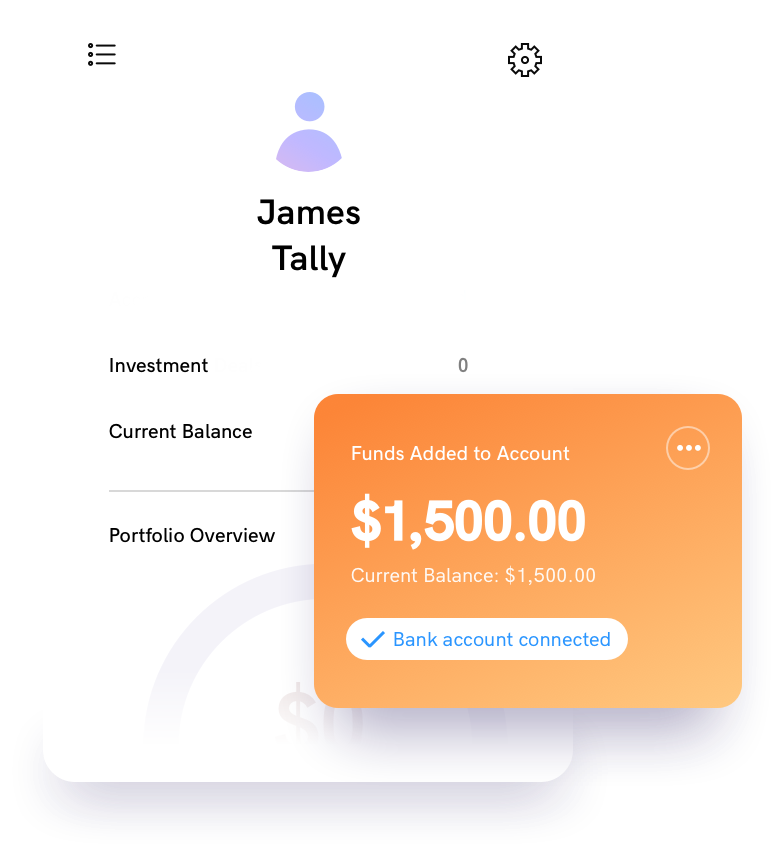 James
Tally
Investment
0
Current Balance
Funds Added to Account
$1,500.00
Current Balance: $1,500.00
Bank account connected
Portfolio Overview
$0